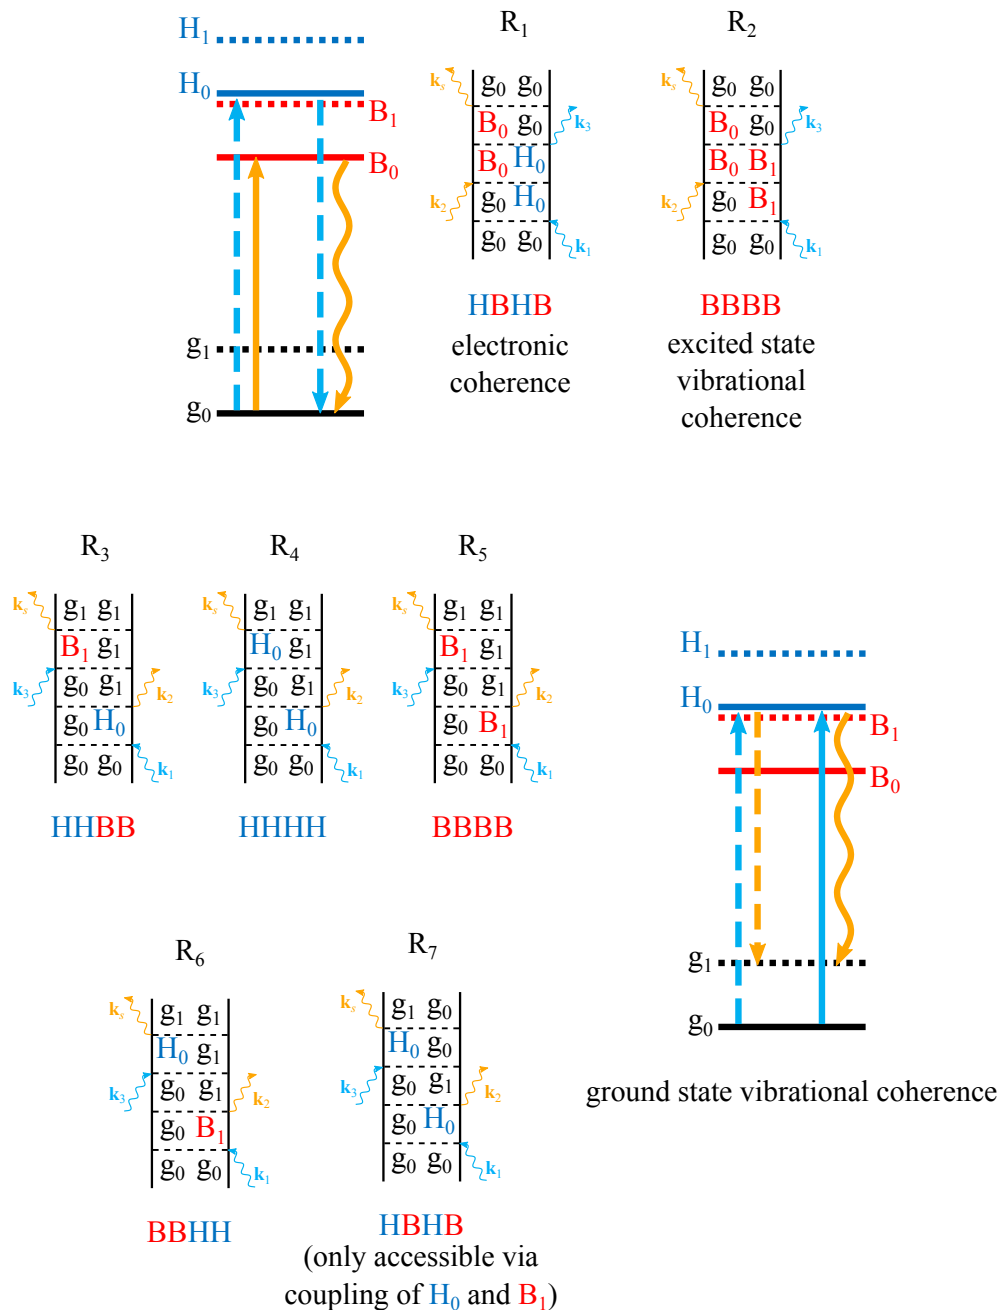 H₁
H₀
B₁
B₀
g₁
g₀
R₁
kₛ
g₀ g₀
B₀ g₀
k₃
B₀ H₀
k₂
g₀ H₀
g₀ g₀
k₁
HBHB
electronic
coherence
R₂
kₛ
g₀ g₀
B₀ g₀
k₃
B₀ B₁
k₂
g₀ B₁
g₀ g₀
k₁
BBBB
excited state
vibrational
coherence
R₃
kₛ
g₁ g₁
B₁ g₁
k₃
g₀ g₁
k₂
g₀ H₀
g₀ g₀
k₁
HHBB
R₄
kₛ
g₁ g₁
H₀ g₁
k₃
g₀ g₁
k₂
g₀ H₀
g₀ g₀
k₁
HHHH
R₅
kₛ
g₁ g₁
B₁ g₁
k₃
g₀ g₁
k₂
g₀ B₁
g₀ g₀
k₁
BBBB
H₁
H₀
B₁
B₀
g₁
g₀
ground state vibrational coherence
R₆
kₛ
g₁ g₁
H₀ g₁
k₃
g₀ g₁
k₂
g₀ B₁
g₀ g₀
k₁
BBHH
R₇
kₛ
g₁ g₀
H₀ g₀
k₃
g₀ g₁
k₂
g₀ H₀
g₀ g₀
k₁
HBHB
(only accessible via
coupling of H₀ and B₁)